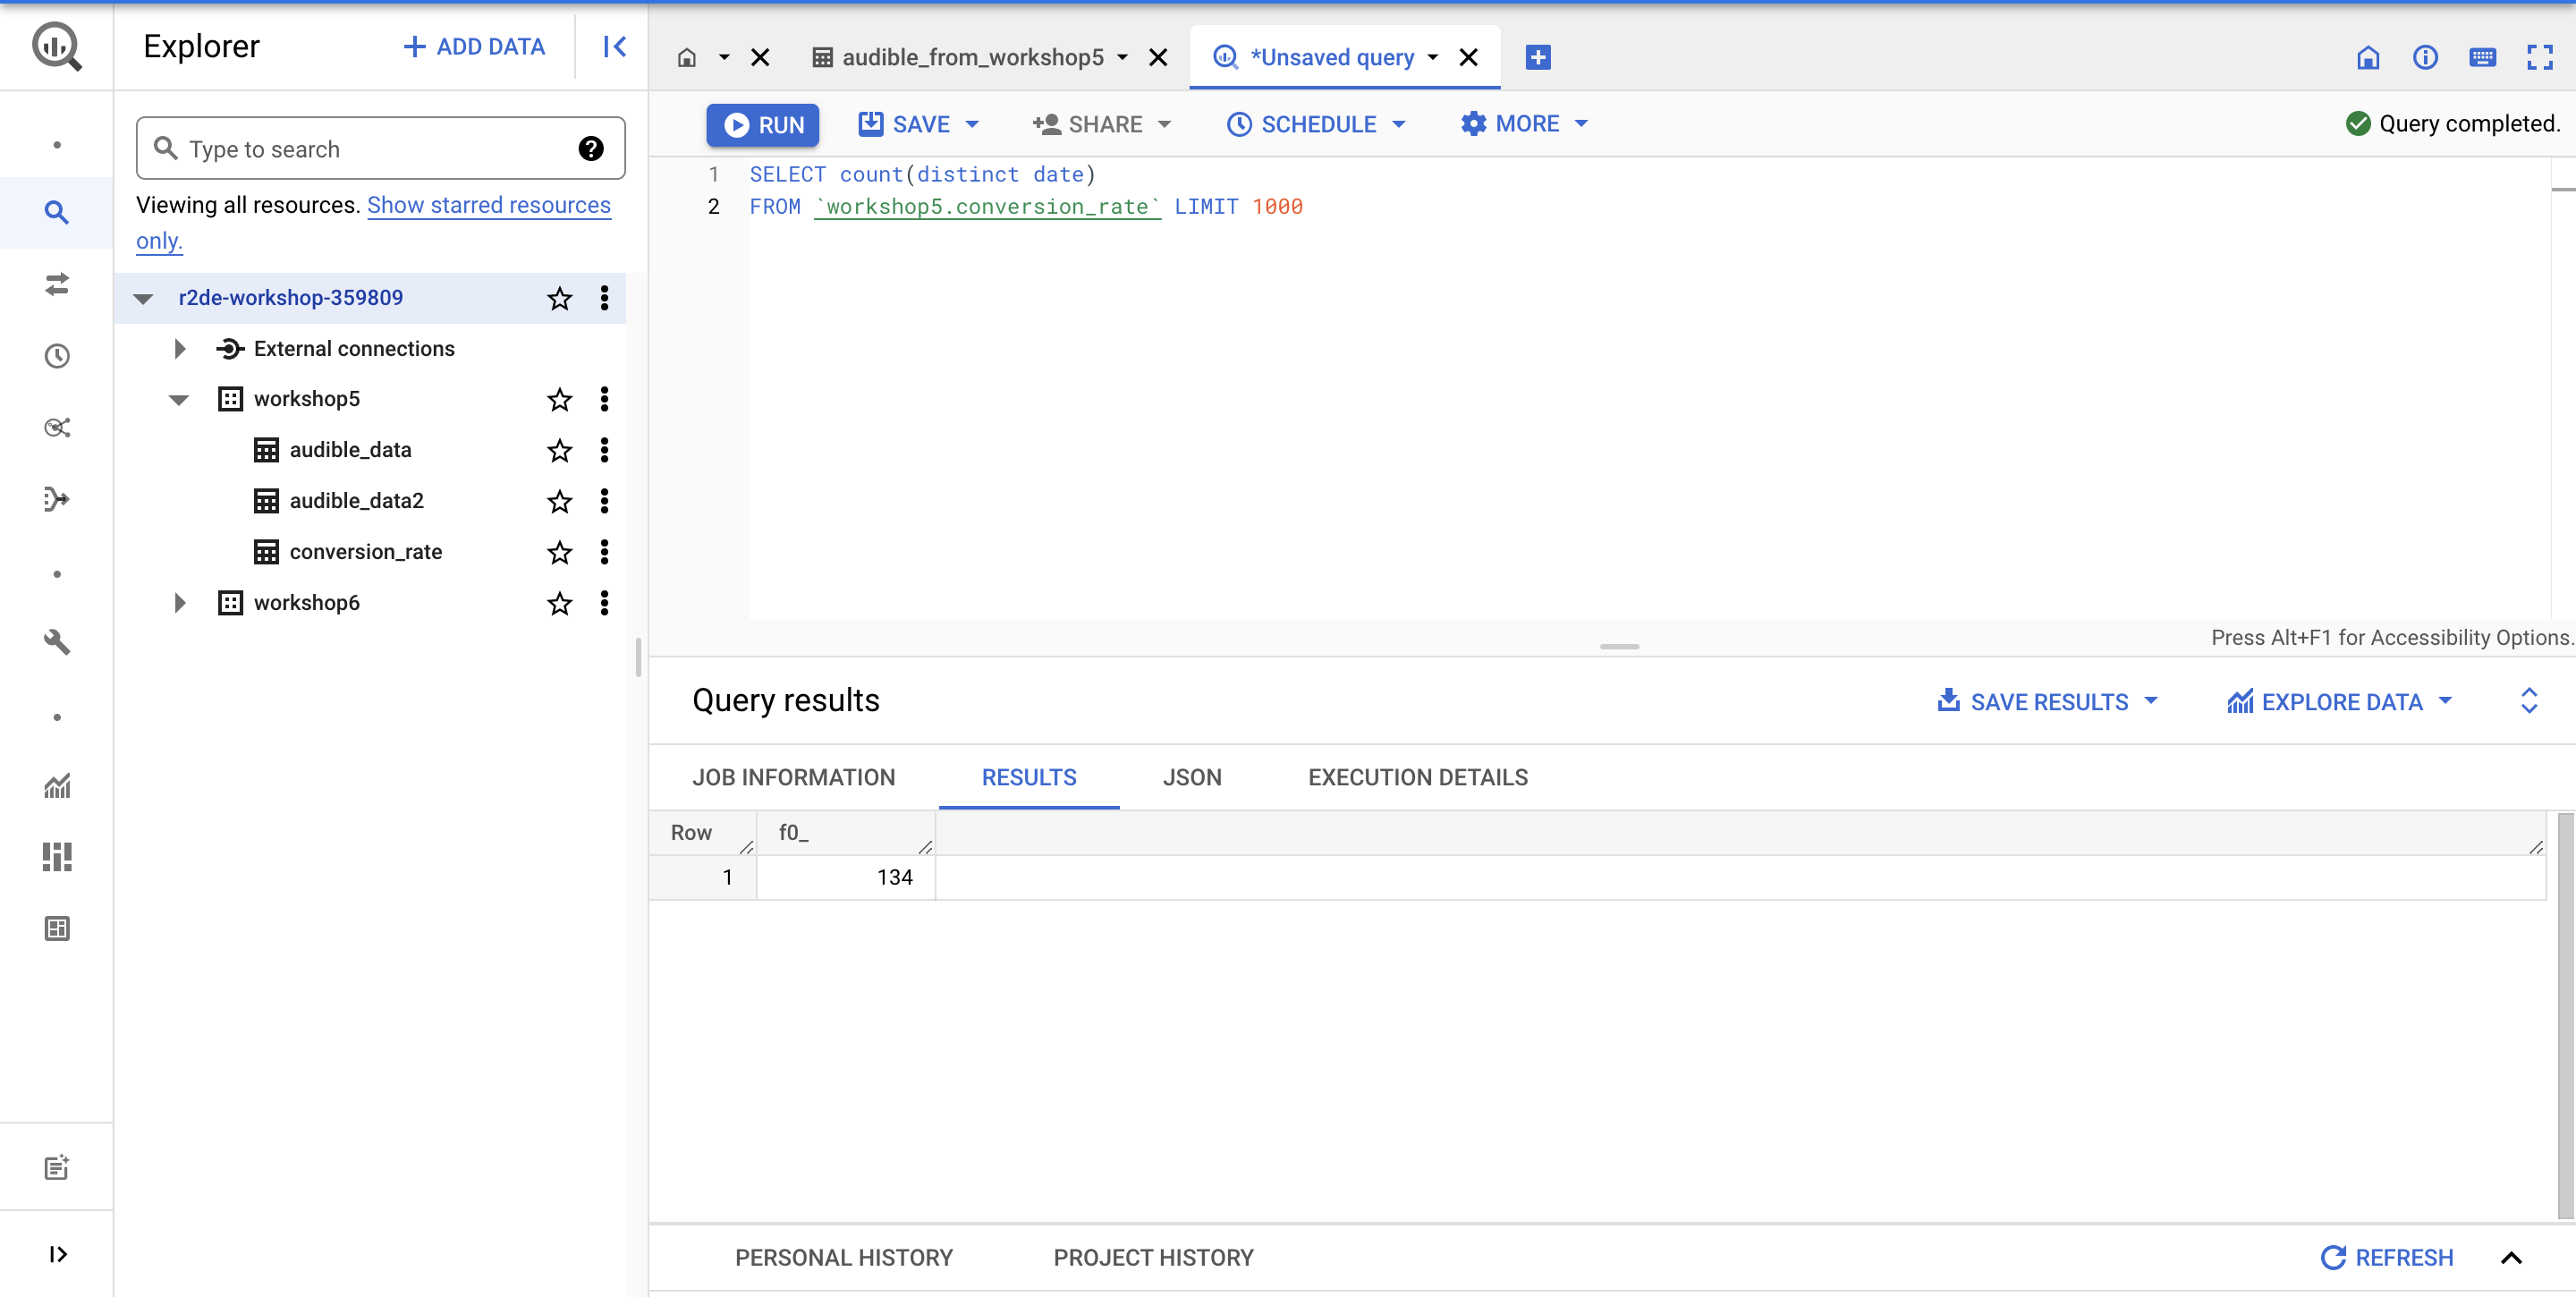 Explorer
+ ADD DATA
audible_from_workshop5
*Unsaved query
RUN
SAVE
SHARE
SCHEDULE
MORE
Query completed.
Type to search
Viewing all resources. Show starred resources
only.
r2de-workshop-359809
External connections
workshop5
audible_data
audible_data2
conversion_rate
workshop6
1 SELECT count(distinct date)
2 FROM `workshop5.conversion_rate` LIMIT 1000
Press Alt+F1 for Accessibility Options.
Query results
SAVE RESULTS
EXPLORE DATA
JOB INFORMATION
RESULTS
JSON
EXECUTION DETAILS
Row f0_
1 134
PERSONAL HISTORY
PROJECT HISTORY
REFRESH